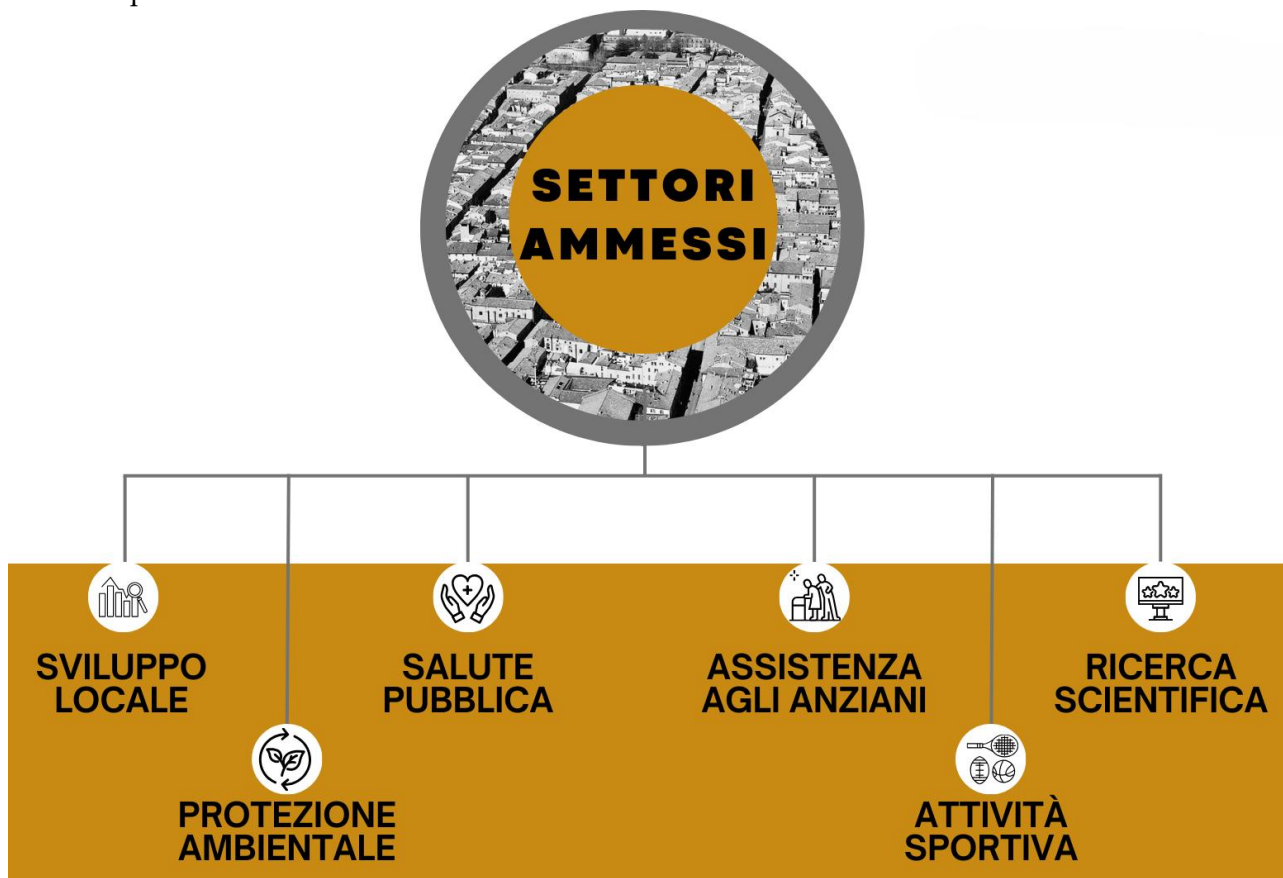 SETTORI
AMMESSI
SVILUPPO
LOCALE
SALUTE
PUBBLICA
ASSISTENZA
AGLI ANZIANI
RICERCA
SCIENTIFICA
PROTEZIONE
AMBIENTALE
ATTIVITÀ
SPORTIVA